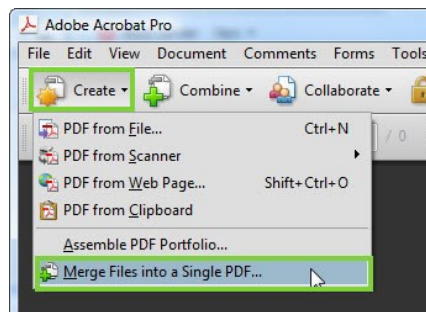 Adobe Acrobat Pro
File Edit View Document Comments Forms Tools
Create Combine Collaborate
PDF from File... Ctrl+N
/ 0
PDF from Scanner
PDF from Web Page... Shift+Ctrl+O
PDF from Clipboard
Assemble PDF Portfolio...
Merge Files into a Single PDF...